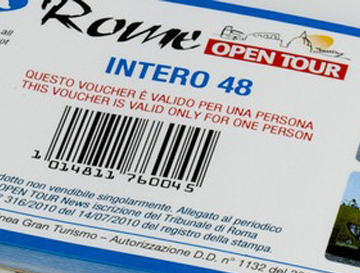 all
Rome
OPEN TOUR
INTERO 48
QUESTO VOUCHER È VALIDO PER UNA PERSONA
THIS VOUCHER IS VALID ONLY FOR ONE PERSON
1 014811 760045
dotto non vendibile singolarmente. Allegato al periodico
OPEN TOUR News iscrizione del Tribunale di Roma
° 316/2010 del 14/07/2010 del registro della stampa.
inea Gran Turismo – Autorizzazione D.D. n° 1132 del